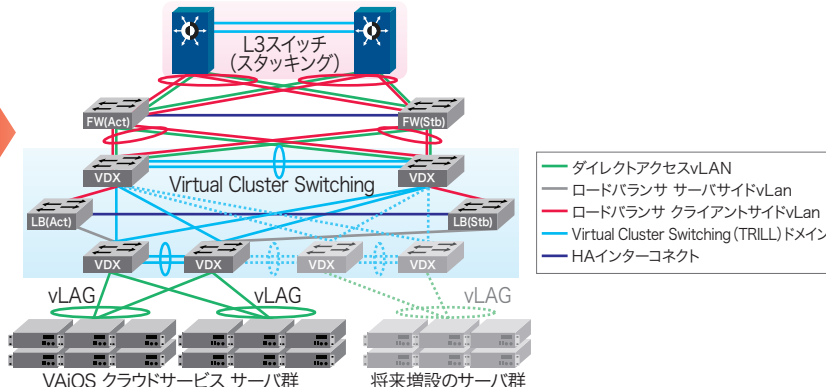 L3スイッチ
(スタッキング)
FW(Act)
FW(Stb)
VDX
VDX
Virtual Cluster Switching
LB(Act)
LB(Stb)
VDX
VDX
VDX
VDX
vLAG
vLAG
vLAG
VAiOS クラウドサービス サーバ群
将来増設のサーバ群
ダイレクトアクセスvLAN
ロードバランサ サーバサイドvLan
ロードバランサ クライアントサイドvLan
Virtual Cluster Switching(TRILL)ドメイン
HAインターコネクト